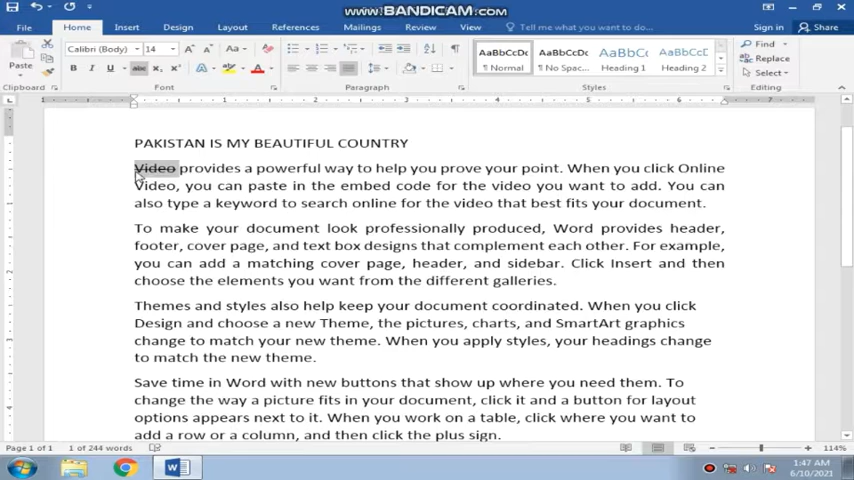 www.BANDICAM.com
File Home Insert Design Layout References Mailings Review View Tell me what you want to do... Sign in Share
Paste Calibri (Body) 14 A A Aa B I U abc x₂ x² A A AaBbCcDc AaBbCcDc AaBbCc AaBbCcD Find Replace Select
¶ Normal ¶ No Spac... Heading 1 Heading 2
Clipboard Font Paragraph Styles Editing
1 1 2 3 4 5 6 7
PAKISTAN IS MY BEAUTIFUL COUNTRY
Video provides a powerful way to help you prove your point. When you click Online
Video, you can paste in the embed code for the video you want to add. You can
also type a keyword to search online for the video that best fits your document.
To make your document look professionally produced, Word provides header,
footer, cover page, and text box designs that complement each other. For example,
you can add a matching cover page, header, and sidebar. Click Insert and then
choose the elements you want from the different galleries.
Themes and styles also help keep your document coordinated. When you click
Design and choose a new Theme, the pictures, charts, and SmartArt graphics
change to match your new theme. When you apply styles, your headings change
to match the new theme.
Save time in Word with new buttons that show up where you need them. To
change the way a picture fits in your document, click it and a button for layout
options appears next to it. When you work on a table, click where you want to
add a row or a column, and then click the plus sign.
Page 1 of 1 1 of 244 words 114%
1:47 AM
6/10/2021